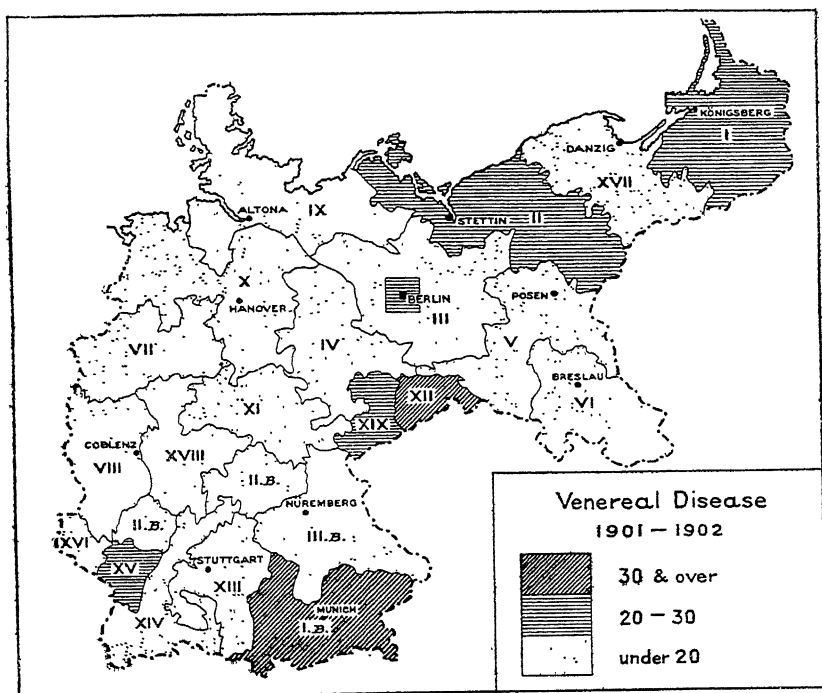 KÖNIGSBERG
I
DANZIG
XVII
ALTONA
IX
STETTIN II
X
HANOVER
BERLIN
III
POSEN
VII
IV
V
BRESLAU
VI
XI
XII
XIX
COBLENZ
VIII
XVIII
II.B.
NUREMBERG
II.B.
III.B.
XVI
XV
STUTTGART
XIII
MUNICH
I.B.
XIV
Venereal Disease
1901 – 1902
30 & over
20 – 30
under 20